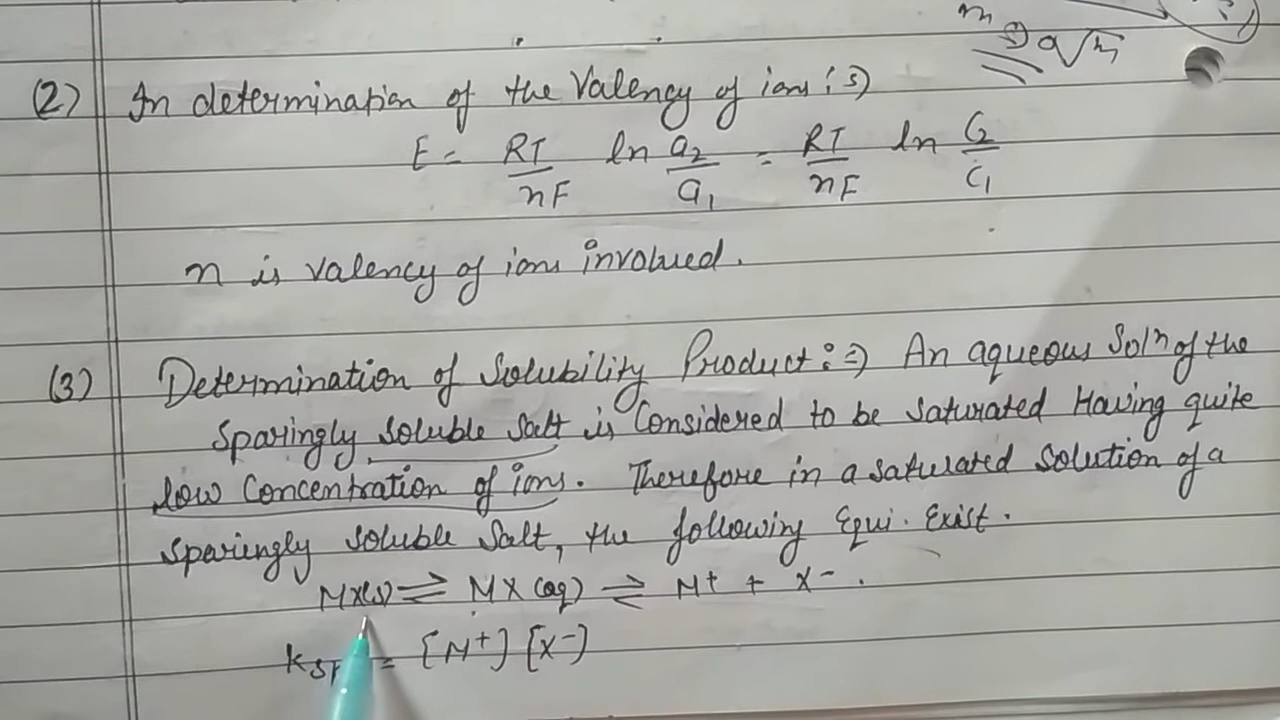 (2) In determination of the Valency of ions :⇒)
E = RT/nF ln a2/a1 = RT/nF ln C2/C1
n is valency of ions involued.
(3) Determination of Solubility Product :⇒) An aqueous Solⁿ of the
Sparingly soluble Salt is Considered to be Saturated Having quite
low Concentration of ions. Therefore in a saturated Solution of a
Spariengly soluble Salt, the following Equi. Exist.
MX(s) ⇌ MX (aq) ⇌ M+ + X- .
KSP = [M+] [X-]